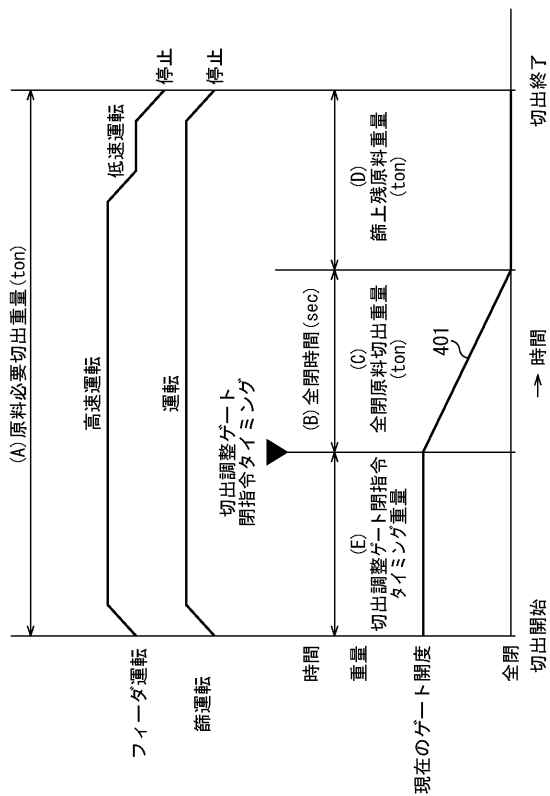 (A)原料必要切出重量(ton)
フィーダ運転
高速運転
低速運転
停止
篩運転
運転
停止
切出調整ゲート
閉指令タイミング
時間
(B)全閉時間(sec)
重量
(E)
切出調整ゲート閉指令
タイミング重量
(C)
全閉原料切出重量
(ton)
(D)
篩上残原料重量
(ton)
現在のゲート開度
401
全閉
切出開始
→時間
切出終了